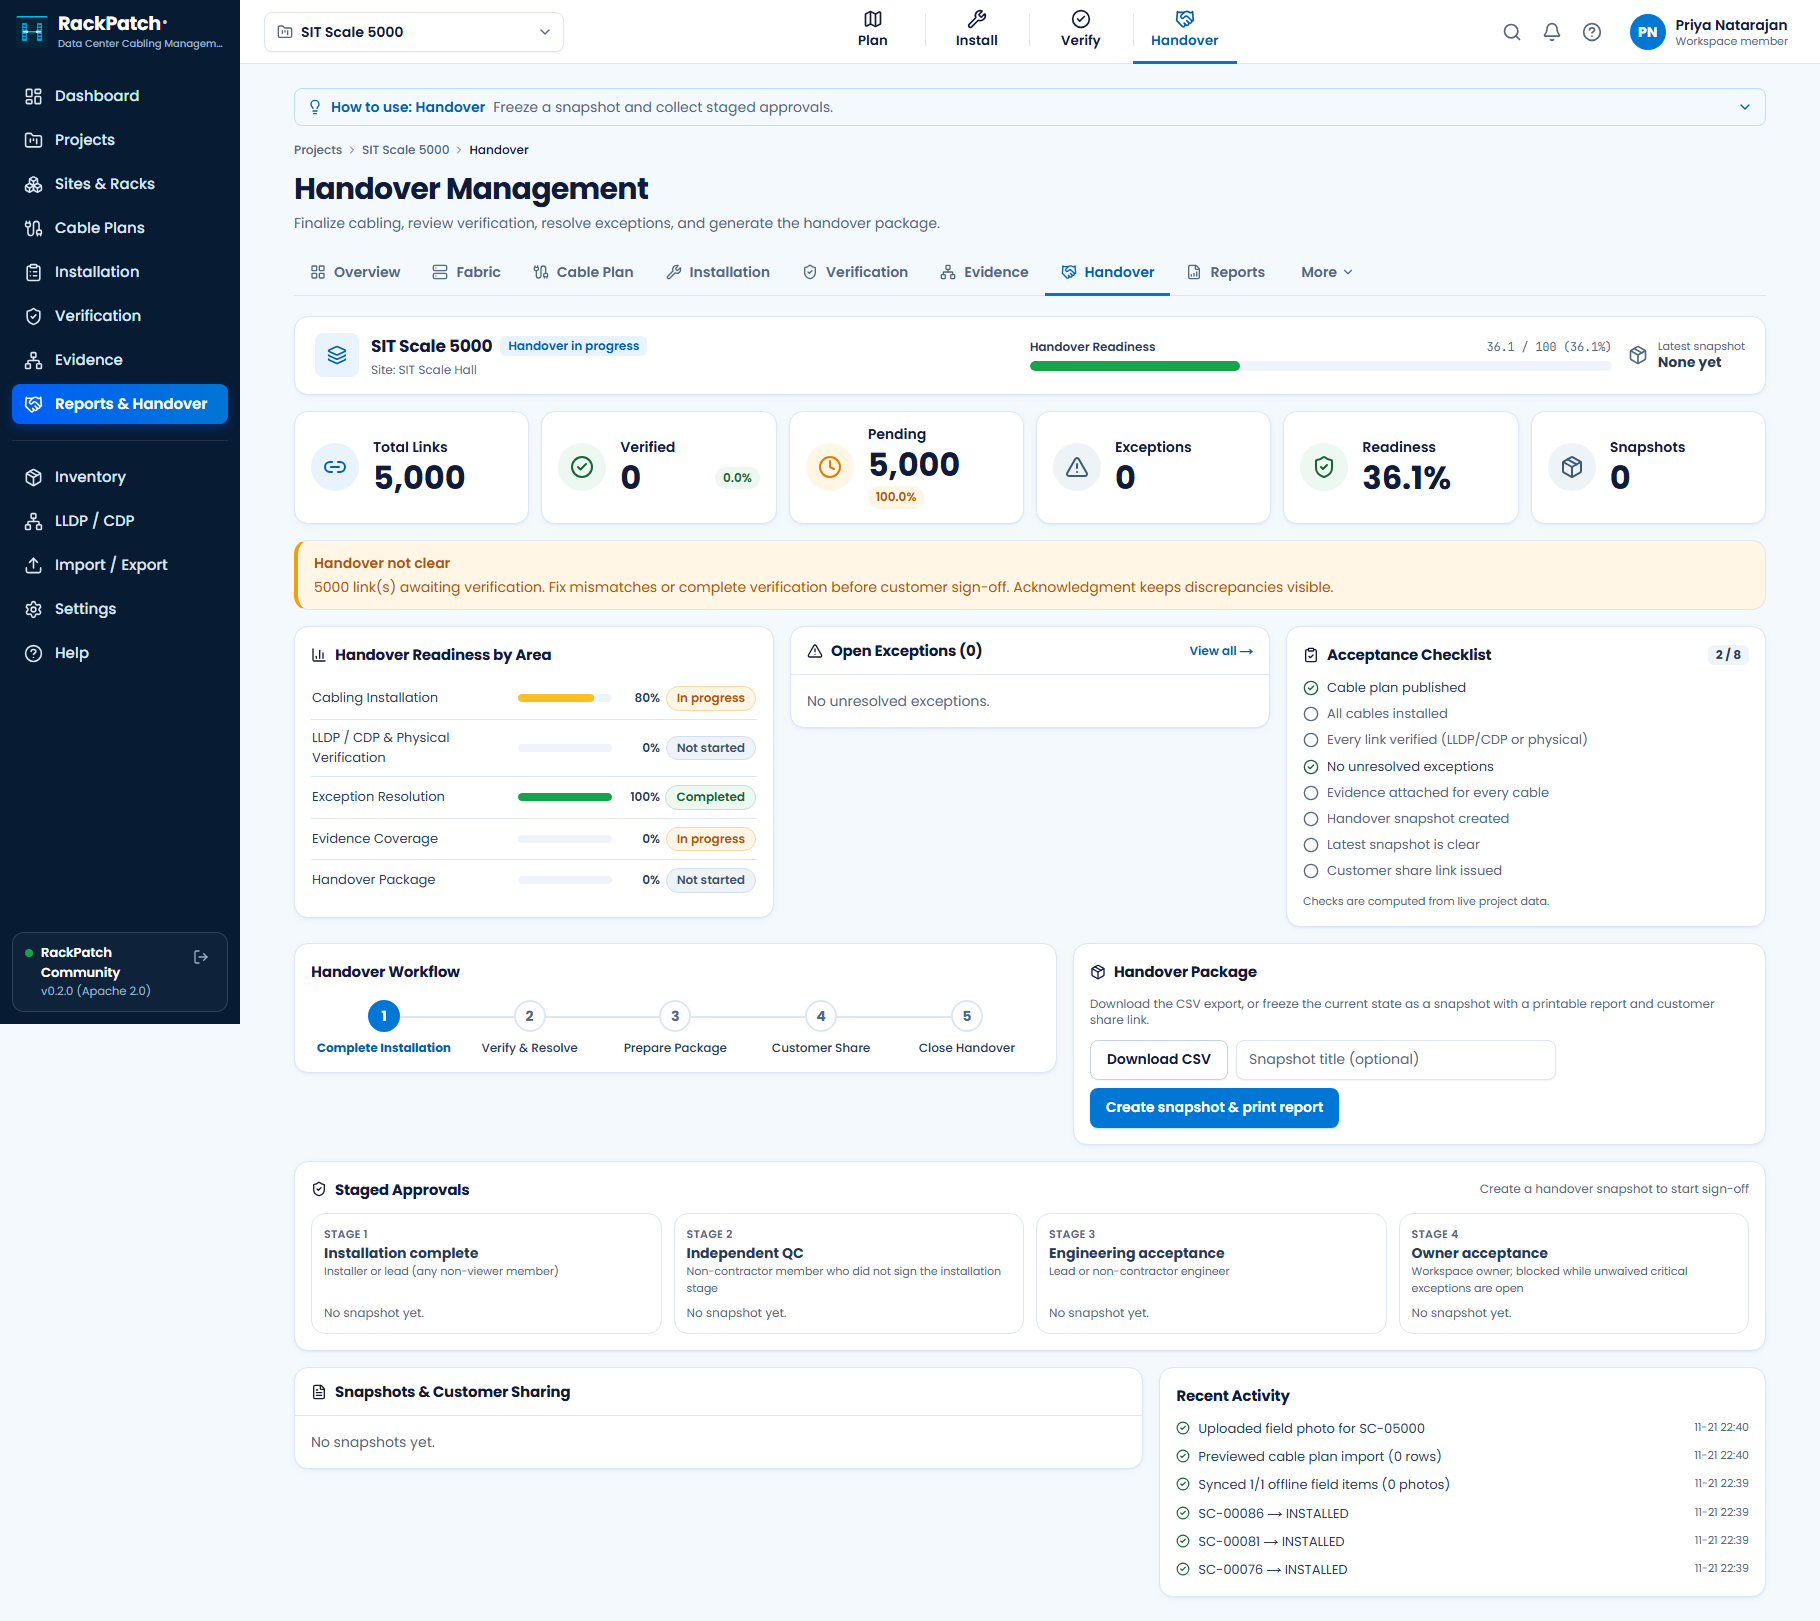 RackPatch
Data Center Cabling Managem...
SIT Scale 5000
Plan
Install
Verify
Handover
PN
Priya Natarajan
Workspace member
Dashboard
Projects
Sites & Racks
Cable Plans
Installation
Verification
Evidence
Reports & Handover
Inventory
LLDP / CDP
Import / Export
Settings
Help
RackPatch
Community
v0.2.0 (Apache 2.0)
How to use: Handover Freeze a snapshot and collect staged approvals.
Projects > SIT Scale 5000 > Handover
Handover Management
Finalize cabling, review verification, resolve exceptions, and generate the handover package.
Overview
Fabric
Cable Plan
Installation
Verification
Evidence
Handover
Reports
More
SIT Scale 5000 Handover in progress
Site: SIT Scale Hall
Handover Readiness
36.1 / 100 (36.1%)
Latest snapshot
None yet
Total Links
5,000
Verified
0
0.0%
Pending
5,000
100.0%
Exceptions
0
Readiness
36.1%
Snapshots
0
Handover not clear
5000 link(s) awaiting verification. Fix mismatches or complete verification before customer sign-off. Acknowledgment keeps discrepancies visible.
Handover Readiness by Area
Cabling Installation 80% In progress
LLDP / CDP & Physical
Verification
0% Not started
Exception Resolution 100% Completed
Evidence Coverage 0% In progress
Handover Package 0% Not started
Open Exceptions (0) View all →
No unresolved exceptions.
Acceptance Checklist 2 / 8
Cable plan published
All cables installed
Every link verified (LLDP/CDP or physical)
No unresolved exceptions
Evidence attached for every cable
Handover snapshot created
Latest snapshot is clear
Customer share link issued
Checks are computed from live project data.
Handover Workflow
1
Complete Installation
2
Verify & Resolve
3
Prepare Package
4
Customer Share
5
Close Handover
Handover Package
Download the CSV export, or freeze the current state as a snapshot with a printable report and customer
share link.
Download CSV
Snapshot title (optional)
Create snapshot & print report
Staged Approvals
Create a handover snapshot to start sign-off
STAGE 1
Installation complete
Installer or lead (any non-viewer member)
No snapshot yet.
STAGE 2
Independent QC
Non-contractor member who did not sign the installation
stage
No snapshot yet.
STAGE 3
Engineering acceptance
Lead or non-contractor engineer
No snapshot yet.
STAGE 4
Owner acceptance
Workspace owner; blocked while unwaived critical
exceptions are open
No snapshot yet.
Snapshots & Customer Sharing
No snapshots yet.
Recent Activity
Uploaded field photo for SC-05000 11-21 22:40
Previewed cable plan import (0 rows) 11-21 22:40
Synced 1/1 offline field items (0 photos) 11-21 22:39
SC-00086 → INSTALLED 11-21 22:39
SC-00081 → INSTALLED 11-21 22:39
SC-00076 → INSTALLED 11-21 22:39